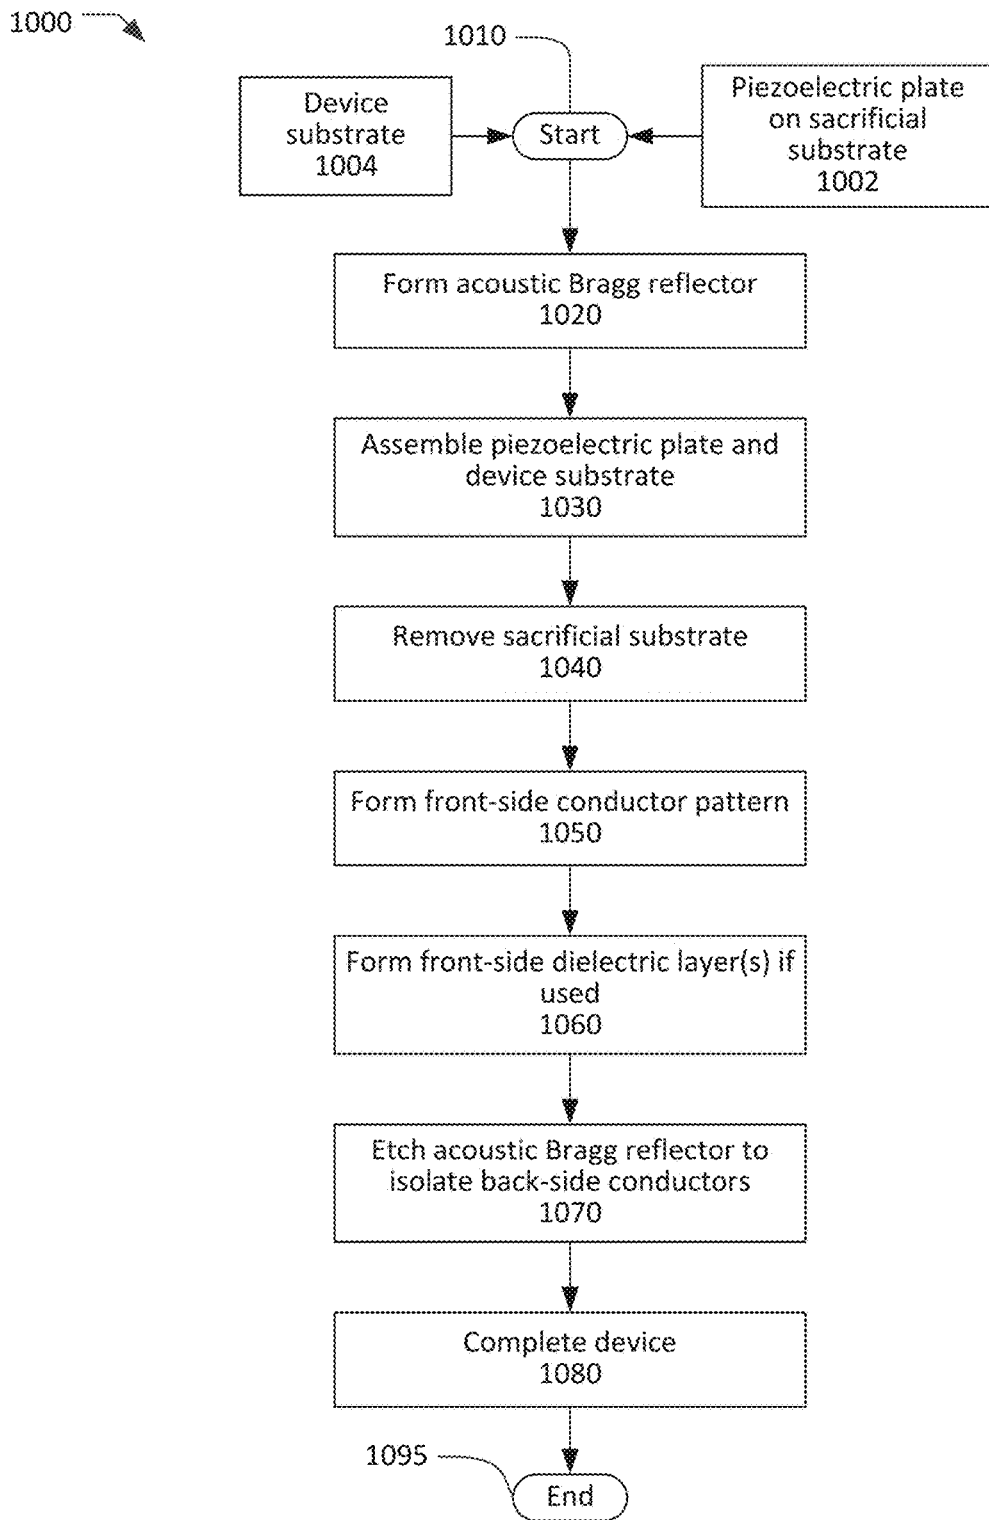 1000
1010
Device
substrate
1004
Start
Piezoelectric plate
on sacrificial
substrate
1002
Form acoustic Bragg reflector
1020
Assemble piezoelectric plate and
device substrate
1030
Remove sacrificial substrate
1040
Form front-side conductor pattern
1050
Form front-side dielectric layer(s) if
used
1060
Etch acoustic Bragg reflector to
isolate back-side conductors
1070
Complete device
1080
1095
End